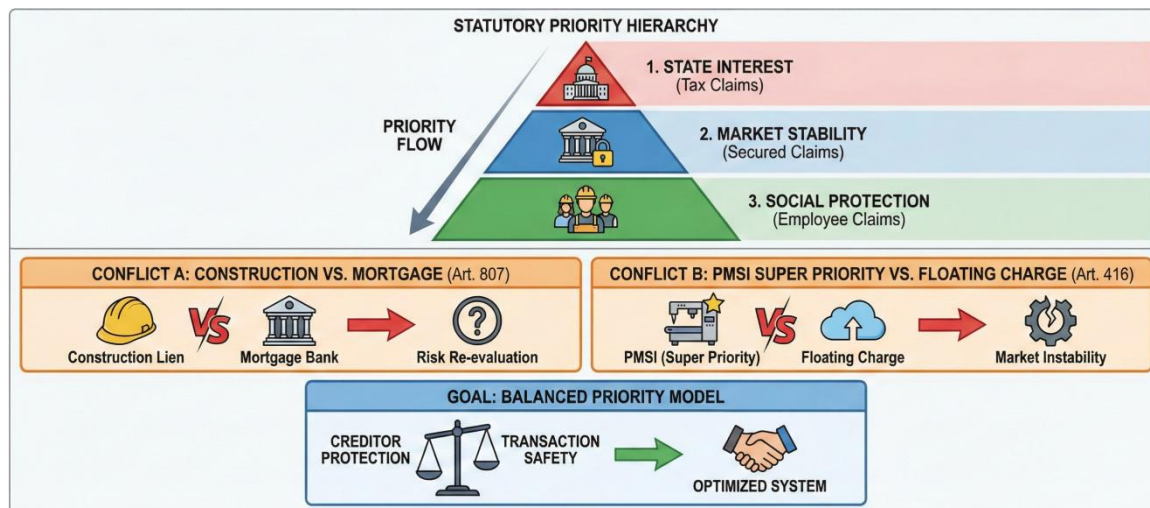 STATUTORY PRIORITY HIERARCHY
PRIORITY
FLOW
1. STATE INTEREST
(Tax Claims)
2. MARKET STABILITY
(Secured Claims)
3. SOCIAL PROTECTION
(Employee Claims)
CONFLICT A: CONSTRUCTION VS. MORTGAGE (Art. 807)
VS
Construction Lien
Mortgage Bank
Risk Re-evaluation
CONFLICT B: PMSI SUPER PRIORITY VS. FLOATING CHARGE (Art. 416)
VS
PMSI (Super Priority)
Floating Charge
Market Instability
GOAL: BALANCED PRIORITY MODEL
CREDITOR
PROTECTION
TRANSACTION
SAFETY
OPTIMIZED SYSTEM